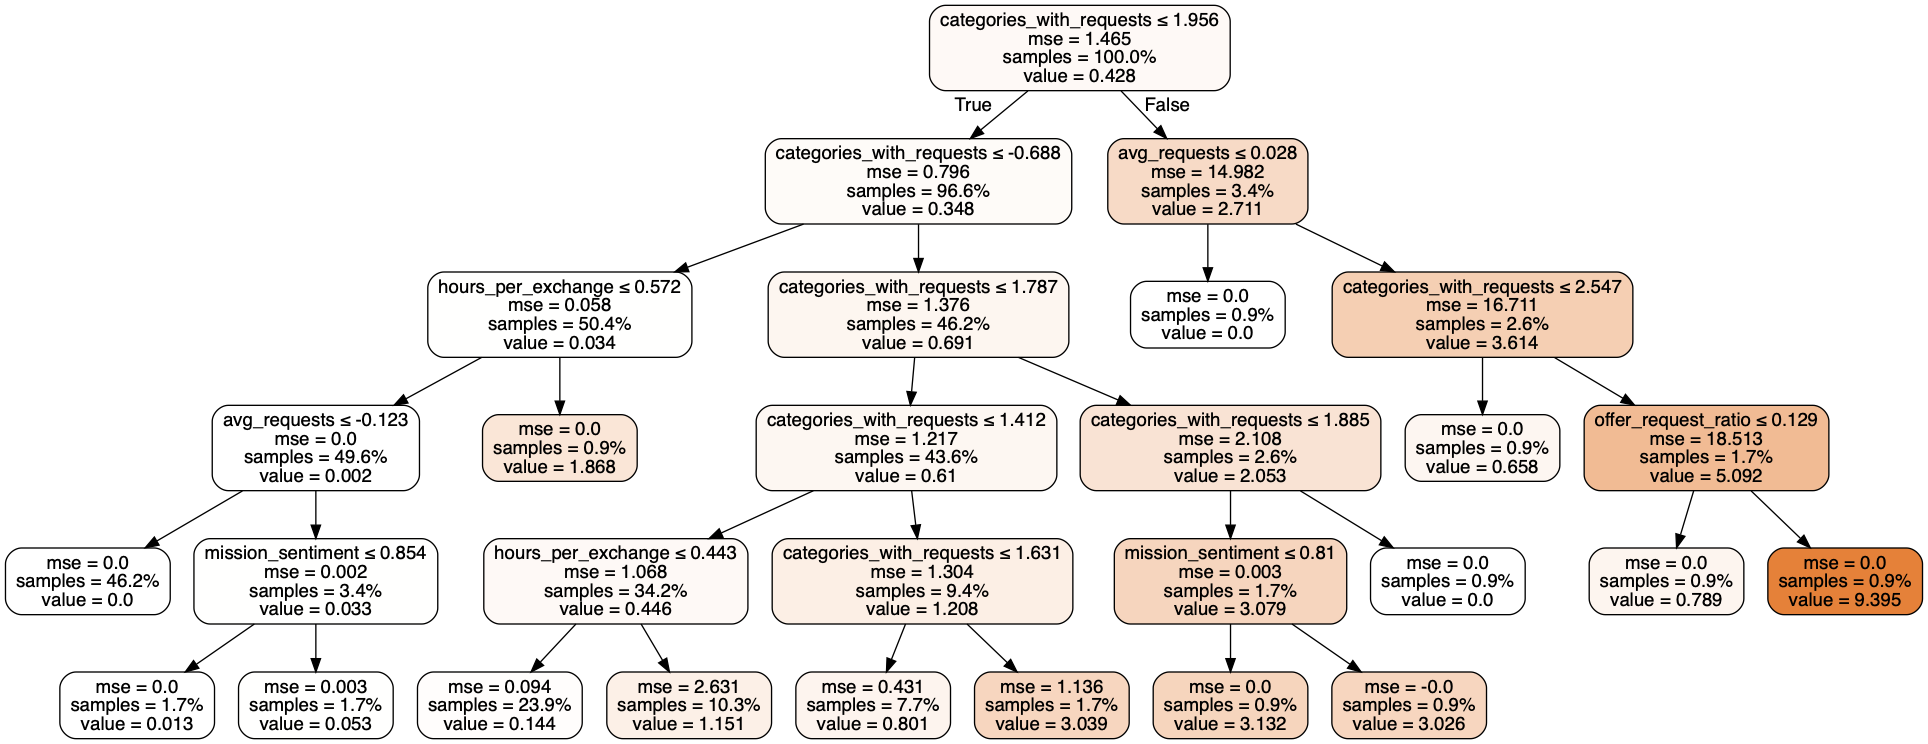 categories_with_requests ≤ 1.956
mse = 1.465
samples = 100.0%
value = 0.428
True
False
categories_with_requests ≤ -0.688
mse = 0.796
samples = 96.6%
value = 0.348
avg_requests ≤ 0.028
mse = 14.982
samples = 3.4%
value = 2.711
hours_per_exchange ≤ 0.572
mse = 0.058
samples = 50.4%
value = 0.034
categories_with_requests ≤ 1.787
mse = 1.376
samples = 46.2%
value = 0.691
mse = 0.0
samples = 0.9%
value = 0.0
categories_with_requests ≤ 2.547
mse = 16.711
samples = 2.6%
value = 3.614
avg_requests ≤ -0.123
mse = 0.0
samples = 49.6%
value = 0.002
mse = 0.0
samples = 0.9%
value = 1.868
categories_with_requests ≤ 1.412
mse = 1.217
samples = 43.6%
value = 0.61
categories_with_requests ≤ 1.885
mse = 2.108
samples = 2.6%
value = 2.053
mse = 0.0
samples = 0.9%
value = 0.658
offer_request_ratio ≤ 0.129
mse = 18.513
samples = 1.7%
value = 5.092
mse = 0.0
samples = 46.2%
value = 0.0
mission_sentiment ≤ 0.854
mse = 0.002
samples = 3.4%
value = 0.033
hours_per_exchange ≤ 0.443
mse = 1.068
samples = 34.2%
value = 0.446
categories_with_requests ≤ 1.631
mse = 1.304
samples = 9.4%
value = 1.208
mission_sentiment ≤ 0.81
mse = 0.003
samples = 1.7%
value = 3.079
mse = 0.0
samples = 0.9%
value = 0.0
mse = 0.0
samples = 0.9%
value = 0.789
mse = 0.0
samples = 0.9%
value = 9.395
mse = 0.0
samples = 1.7%
value = 0.013
mse = 0.003
samples = 1.7%
value = 0.053
mse = 0.094
samples = 23.9%
value = 0.144
mse = 2.631
samples = 10.3%
value = 1.151
mse = 0.431
samples = 7.7%
value = 0.801
mse = 1.136
samples = 1.7%
value = 3.039
mse = 0.0
samples = 0.9%
value = 3.132
mse = -0.0
samples = 0.9%
value = 3.026